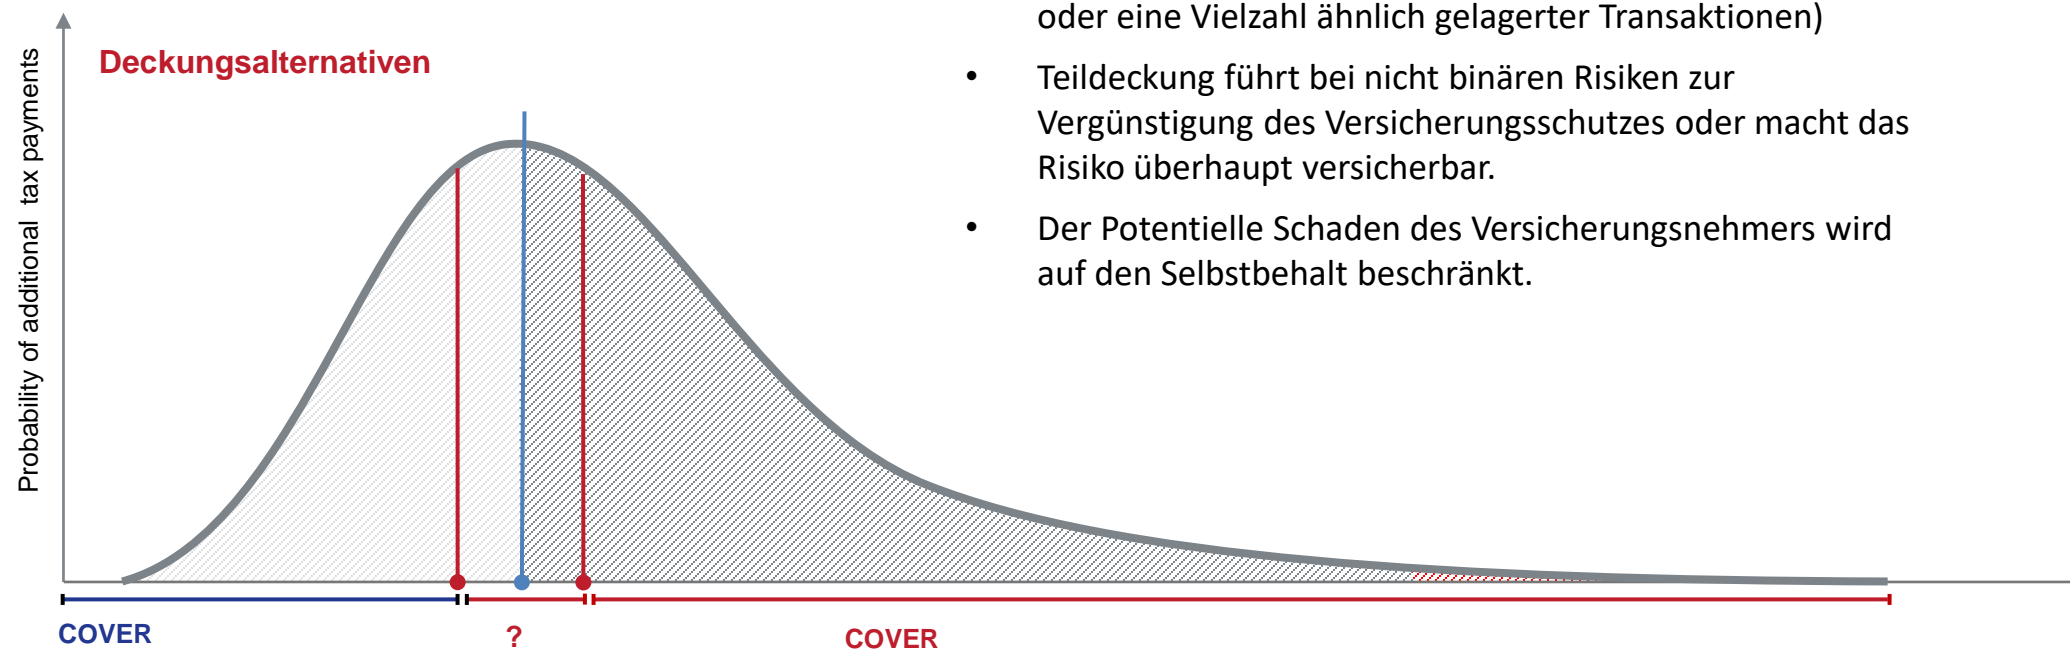 oder eine Vielzahl ähnlich gelagerter Transaktionen)
Deckungsalternativen
• Teildeckung führt bei nicht binären Risiken zur
Vergünstigung des Versicherungsschutzes oder macht das
Risiko überhaupt versicherbar.
• Der Potentielle Schaden des Versicherungsnehmers wird
auf den Selbstbehalt beschränkt.
Probability of additional tax payments
COVER
?
COVER